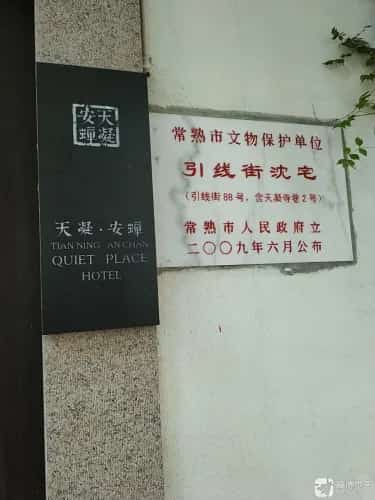 安天
蝉凝
天凝·安蝉
TIAN NING AN CHAN
QUIET PLACE
HOTEL
常熟市文物保护单位
引线街沈宅
（引线街88号，含天凝寺巷2号）
常熟市人民政府立
二〇〇九年六月公布